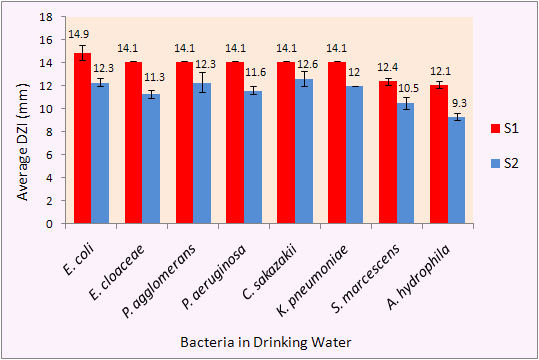 18
16
14
12
10
8
6
4
2
0
Average DZI (mm)
14.9
12.3
14.1
11.3
14.1
12.3
14.1
11.6
14.1
12.6
14.1
12
12.4
10.5
12.1
9.3
E. coli
E. cloaceae
P. agglomerans
P. aeruginosa
C. sakazakii
K. pneumoniae
S. marcescens
A. hydrophila
Bacteria in Drinking Water
S1
S2